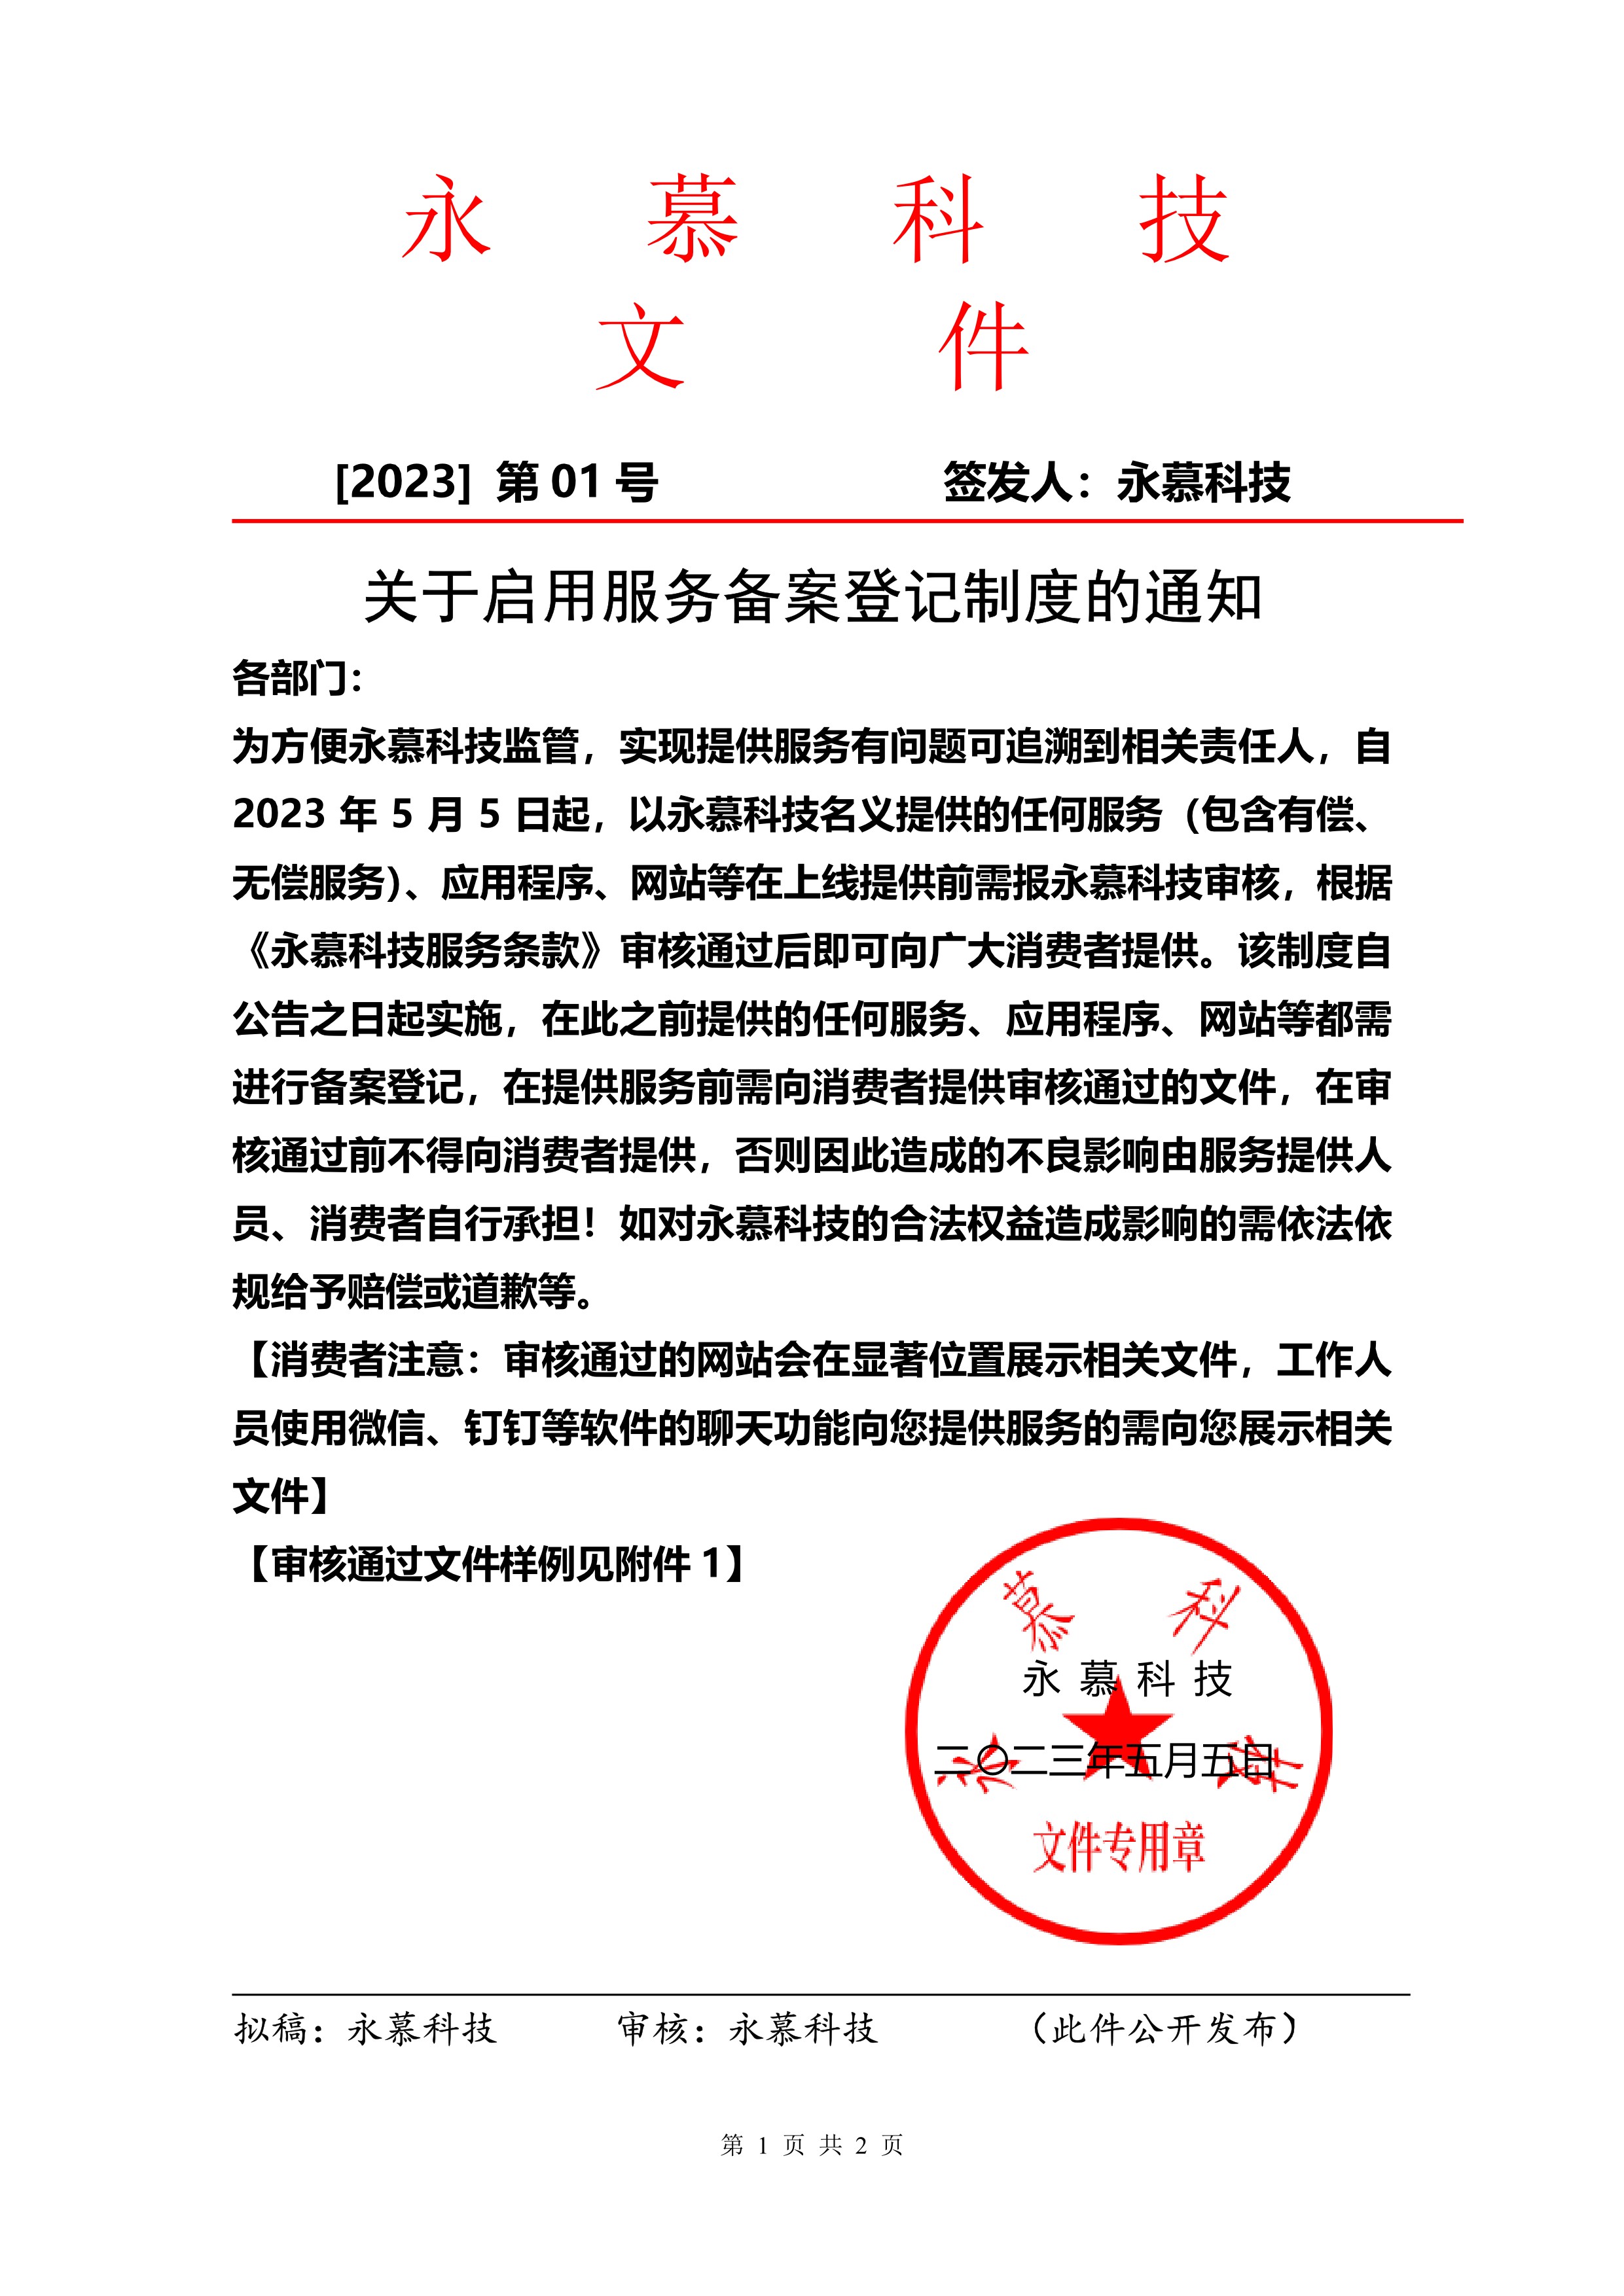 永慕科技
文件
[2023] 第 01 号 签发人：永慕科技
关于启用服务备案登记制度的通知
各部门：
为方便永慕科技监管，实现提供服务有问题可追溯到相关责任人，自
2023 年 5 月 5 日起，以永慕科技名义提供的任何服务（包含有偿、
无偿服务）、应用程序、网站等在上线提供前需报永慕科技审核，根据
《永慕科技服务条款》审核通过后即可向广大消费者提供。该制度自
公告之日起实施，在此之前提供的任何服务、应用程序、网站等都需
进行备案登记，在提供服务前需向消费者提供审核通过的文件，在审
核通过前不得向消费者提供，否则因此造成的不良影响由服务提供人
员、消费者自行承担！如对永慕科技的合法权益造成影响的需依法依
规给予赔偿或道歉等。
【消费者注意：审核通过的网站会在显著位置展示相关文件，工作人
员使用微信、钉钉等软件的聊天功能向您提供服务的需向您展示相关
文件】
【审核通过文件样例见附件 1】
永慕科技
永慕科技
二〇二三年五月五日
文件专用章
拟稿：永慕科技 审核：永慕科技 （此件公开发布）
第 1 页 共 2 页